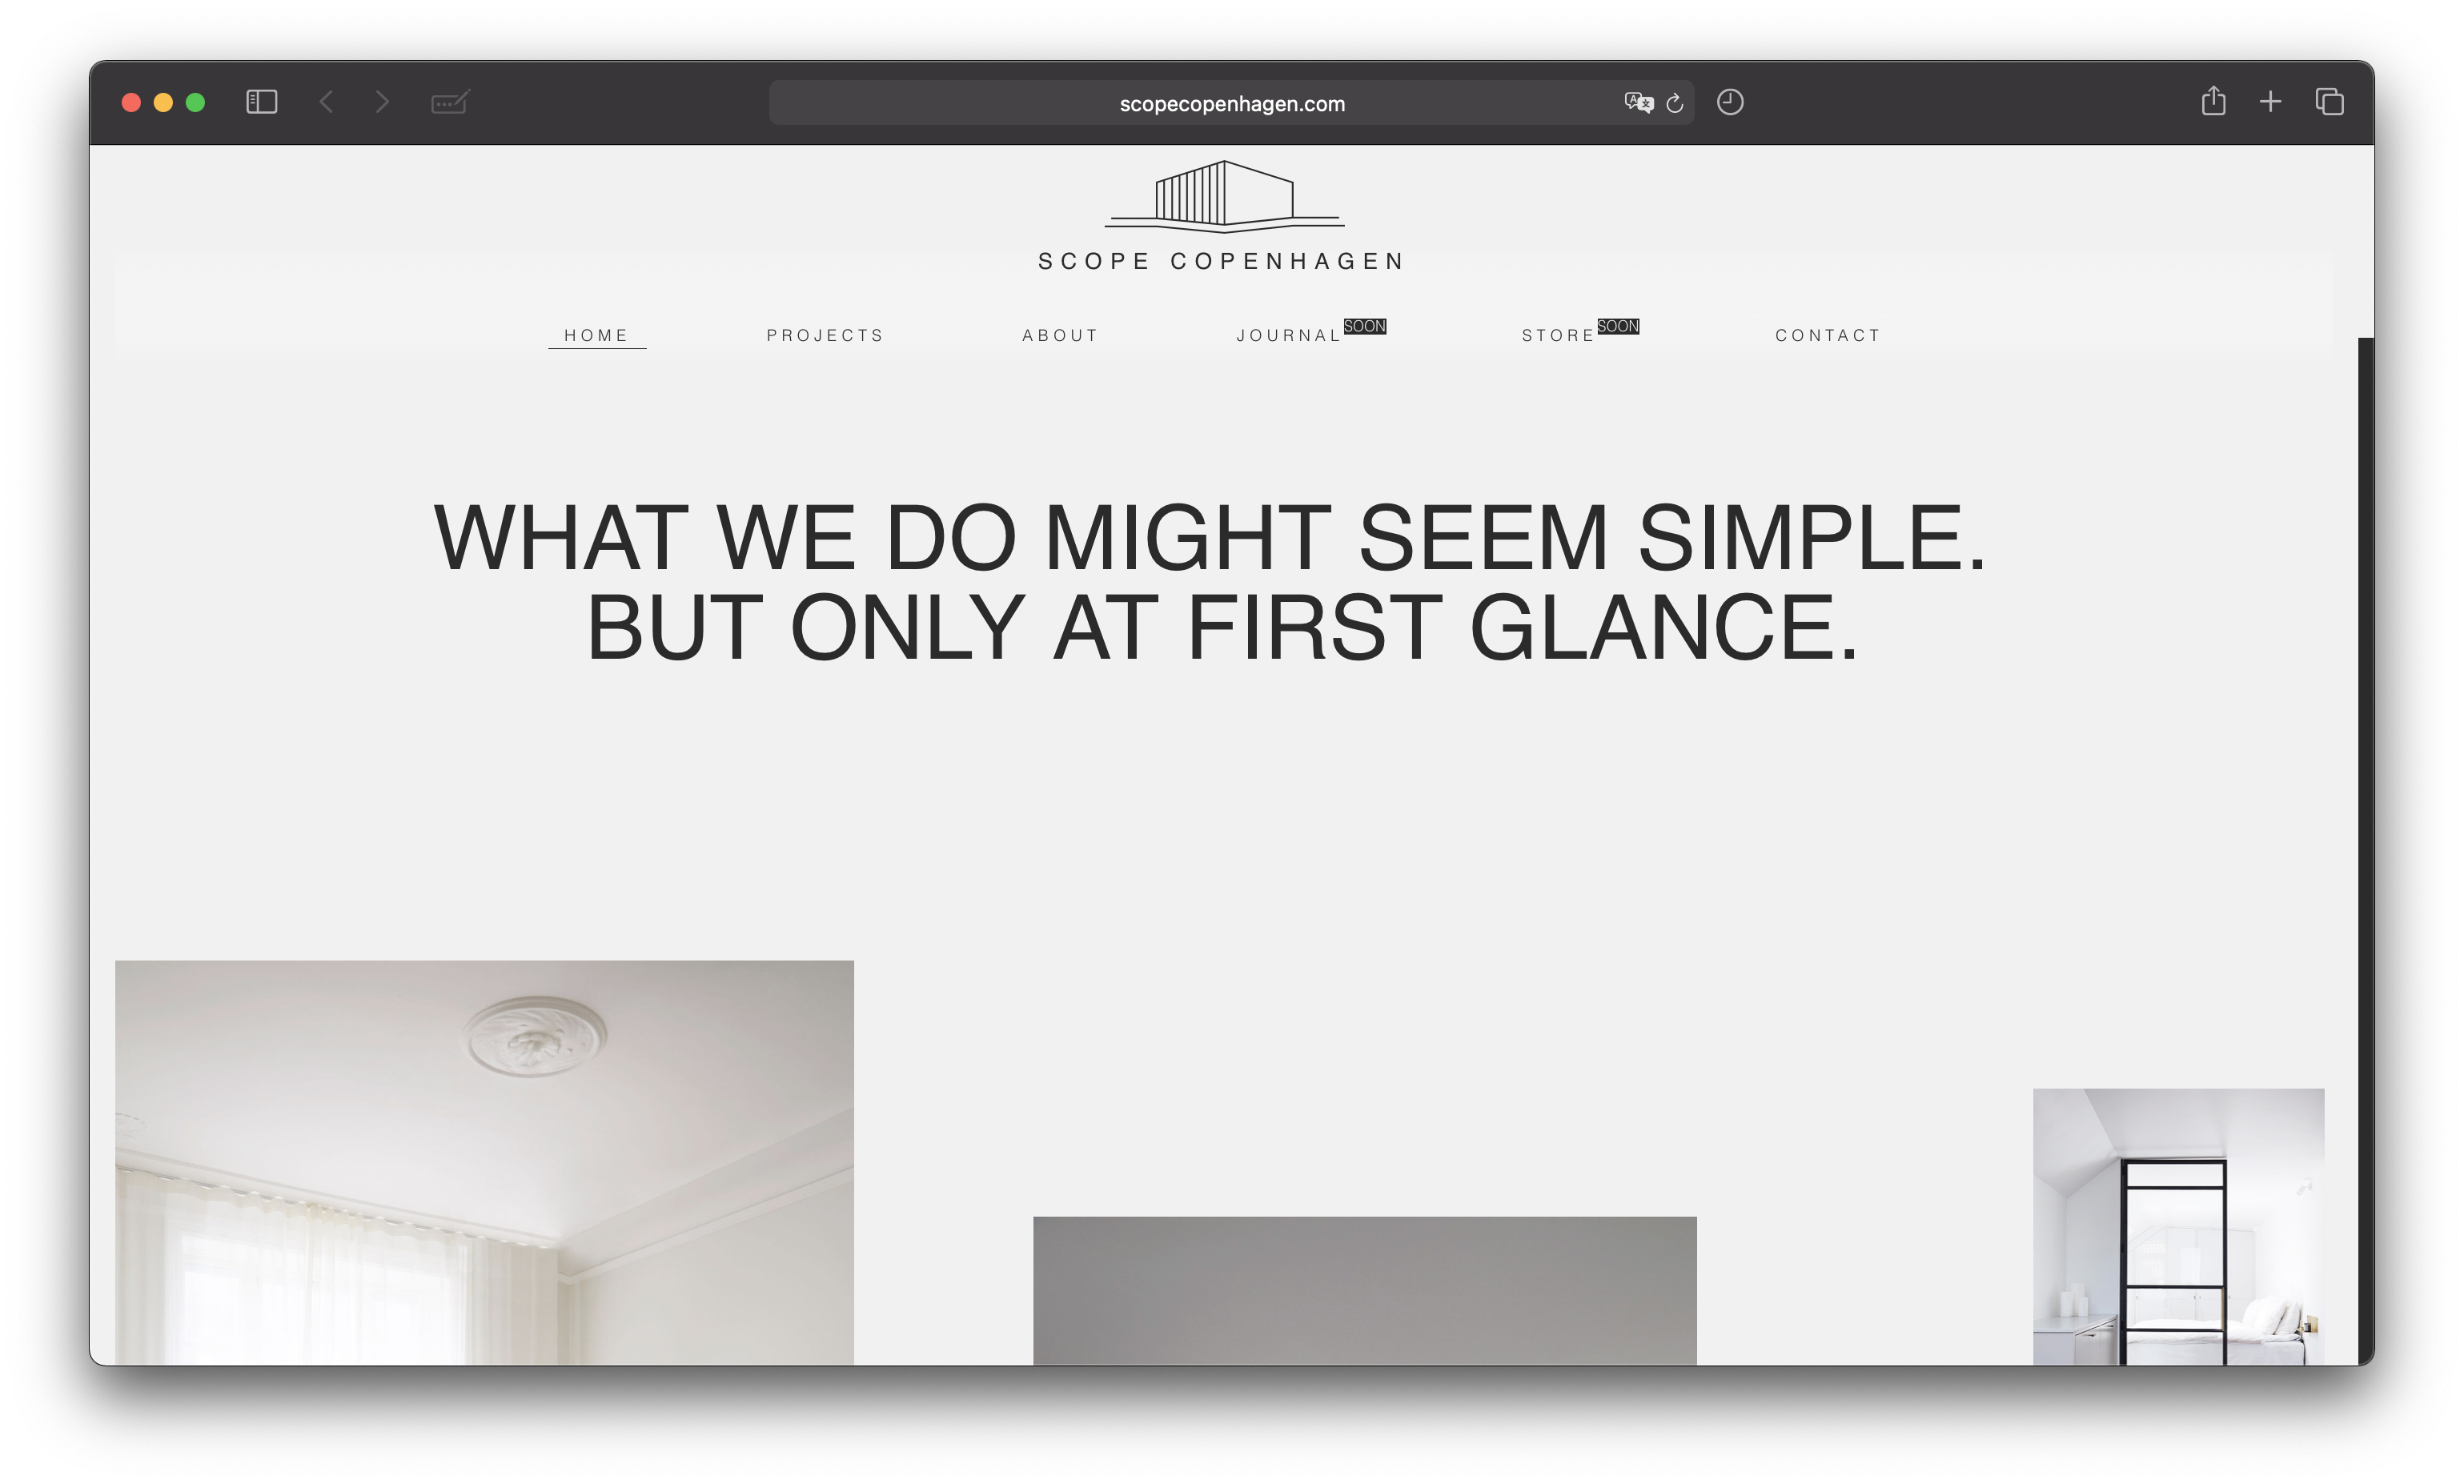 scopecopenhagen.com
SCOPE COPENHAGEN
HOME PROJECTS ABOUT JOURNAL SOON STORE SOON CONTACT
WHAT WE DO MIGHT SEEM SIMPLE.
BUT ONLY AT FIRST GLANCE.